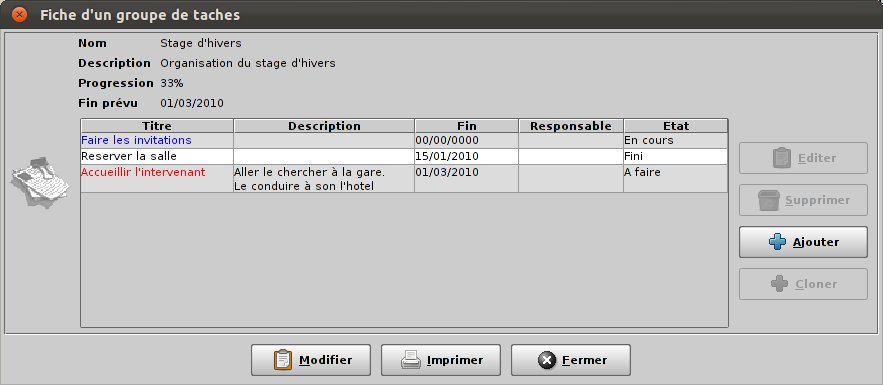 Fiche d'un groupe de taches
Nom Stage d'hivers
Description Organisation du stage d'hivers
Progression 33%
Fin prévu 01/03/2010
Titre Description Fin Responsable Etat
Faire les invitations 00/00/0000 En cours
Reserver la salle 15/01/2010 Fini
Accueillir l'intervenant Aller le chercher à la gare. 01/03/2010 A faire
Le conduire à son l'hotel
Editer
Supprimer
Ajouter
Cloner
Modifier Imprimer Fermer